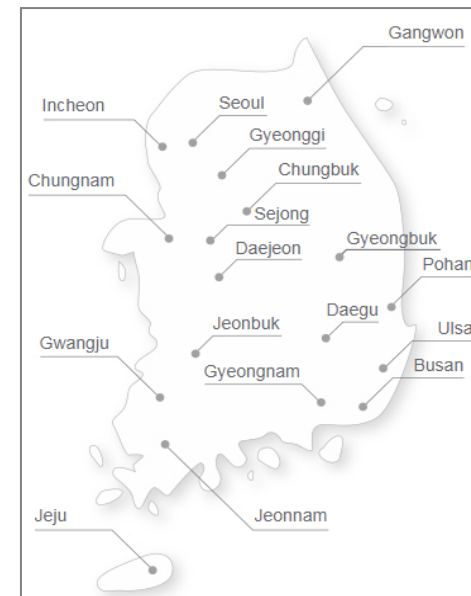 Gangwon
Incheon
Seoul
Gyeonggi
Chungbuk
Chungnam
Sejong
Gyeongbuk
Daejeon
Pohan
Daegu
Jeonbuk
Ulsa
Gwangju
Gyeongnam
Busan
Jeju
Jeonnam